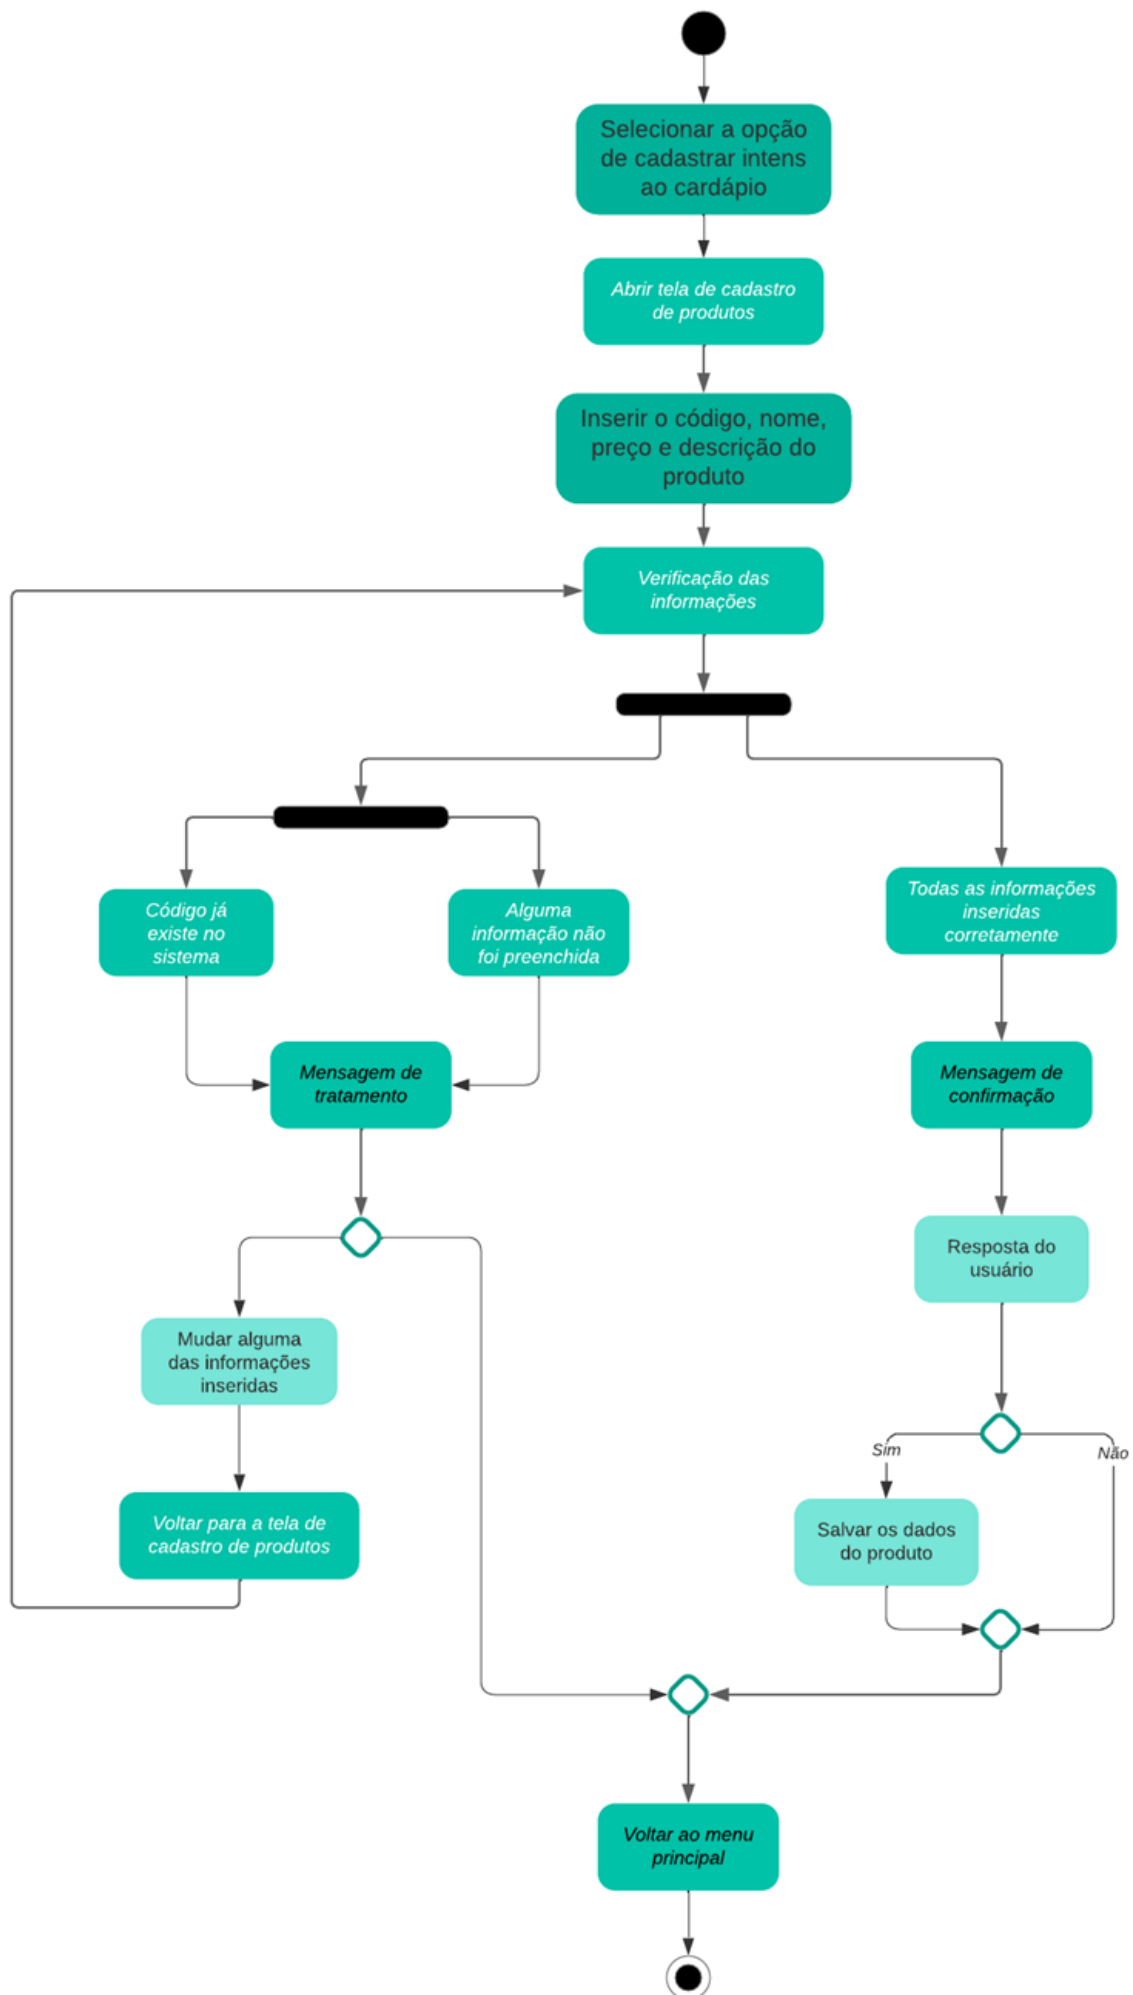 Selecionar a opção
de cadastrar intens
ao cardápio
Abrir tela de cadastro
de produtos
Inserir o código, nome,
preço e descrição do
produto
Verificação das
informações
Código já
existe no
sistema
Alguma
informação não
foi preenchida
Todas as informações
inseridas
corretamente
Mensagem de
tratamento
Mensagem de
confirmação
Resposta do
usuário
Mudar alguma
das informações
inseridas
Sim
Não
Voltar para a tela de
cadastro de produtos
Salvar os dados
do produto
Voltar ao menu
principal